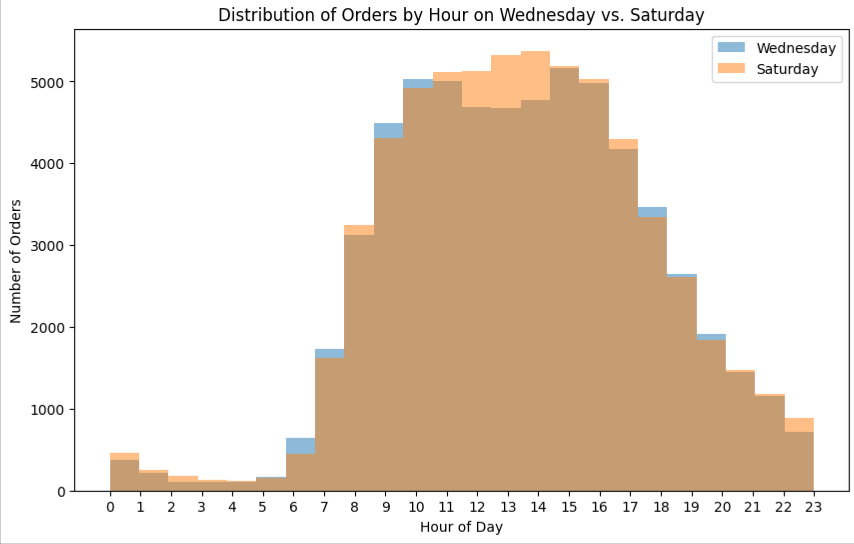 Distribution of Orders by Hour on Wednesday vs. Saturday
Wednesday
Saturday
Number of Orders
5000
4000
3000
2000
1000
0
0 1 2 3 4 5 6 7 8 9 10 11 12 13 14 15 16 17 18 19 20 21 22 23
Hour of Day